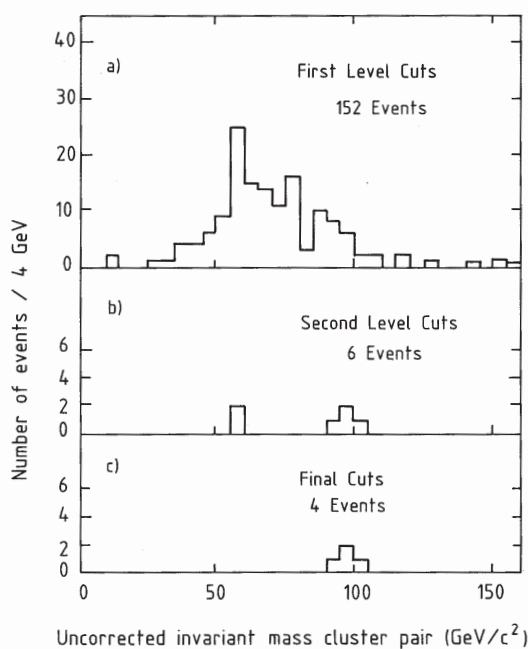 40
a)
First Level Cuts
30
152 Events
20
10
0
b)
Second Level Cuts
6
6 Events
4
2
0
c)
Final Cuts
6
4 Events
4
2
0
0 50 100 150
Number of events / 4 GeV
Uncorrected invariant mass cluster pair (GeV/c²)